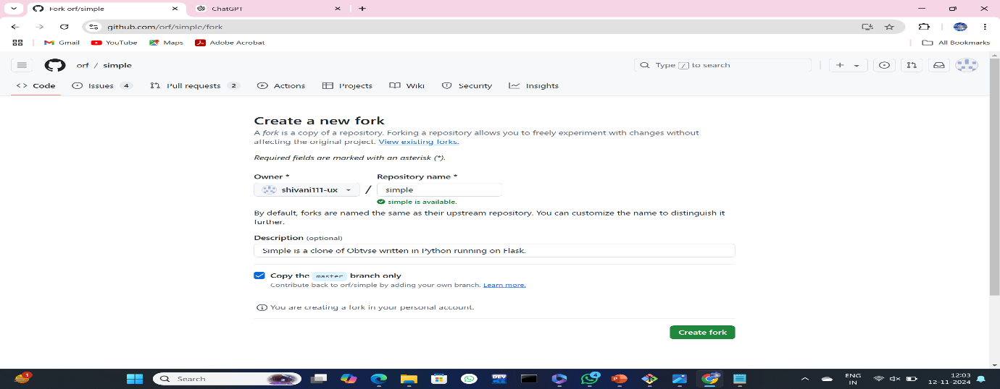 Fork orf/simple
ChatGPT
github.com/orf/simple/fork
Gmail YouTube Maps Adobe Acrobat All Bookmarks
orf / simple Type / to search
Code Issues 4 Pull requests 2 Actions Projects Wiki Security Insights
Create a new fork
A fork is a copy of a repository. Forking a repository allows you to freely experiment with changes without
affecting the original project. View existing forks.
Required fields are marked with an asterisk (*).
Owner * Repository name *
shivani111-ux / simple
simple is available.
By default, forks are named the same as their upstream repository. You can customize the name to distinguish it
further.
Description (optional)
Simple is a clone of Obtvse written in Python running on Flask.
Copy the master branch only
Contribute back to orf/simple by adding your own branch. Learn more.
You are creating a fork in your personal account.
Create fork
1 Search DEV 4 ENG 12:03
IN 12-11-2024